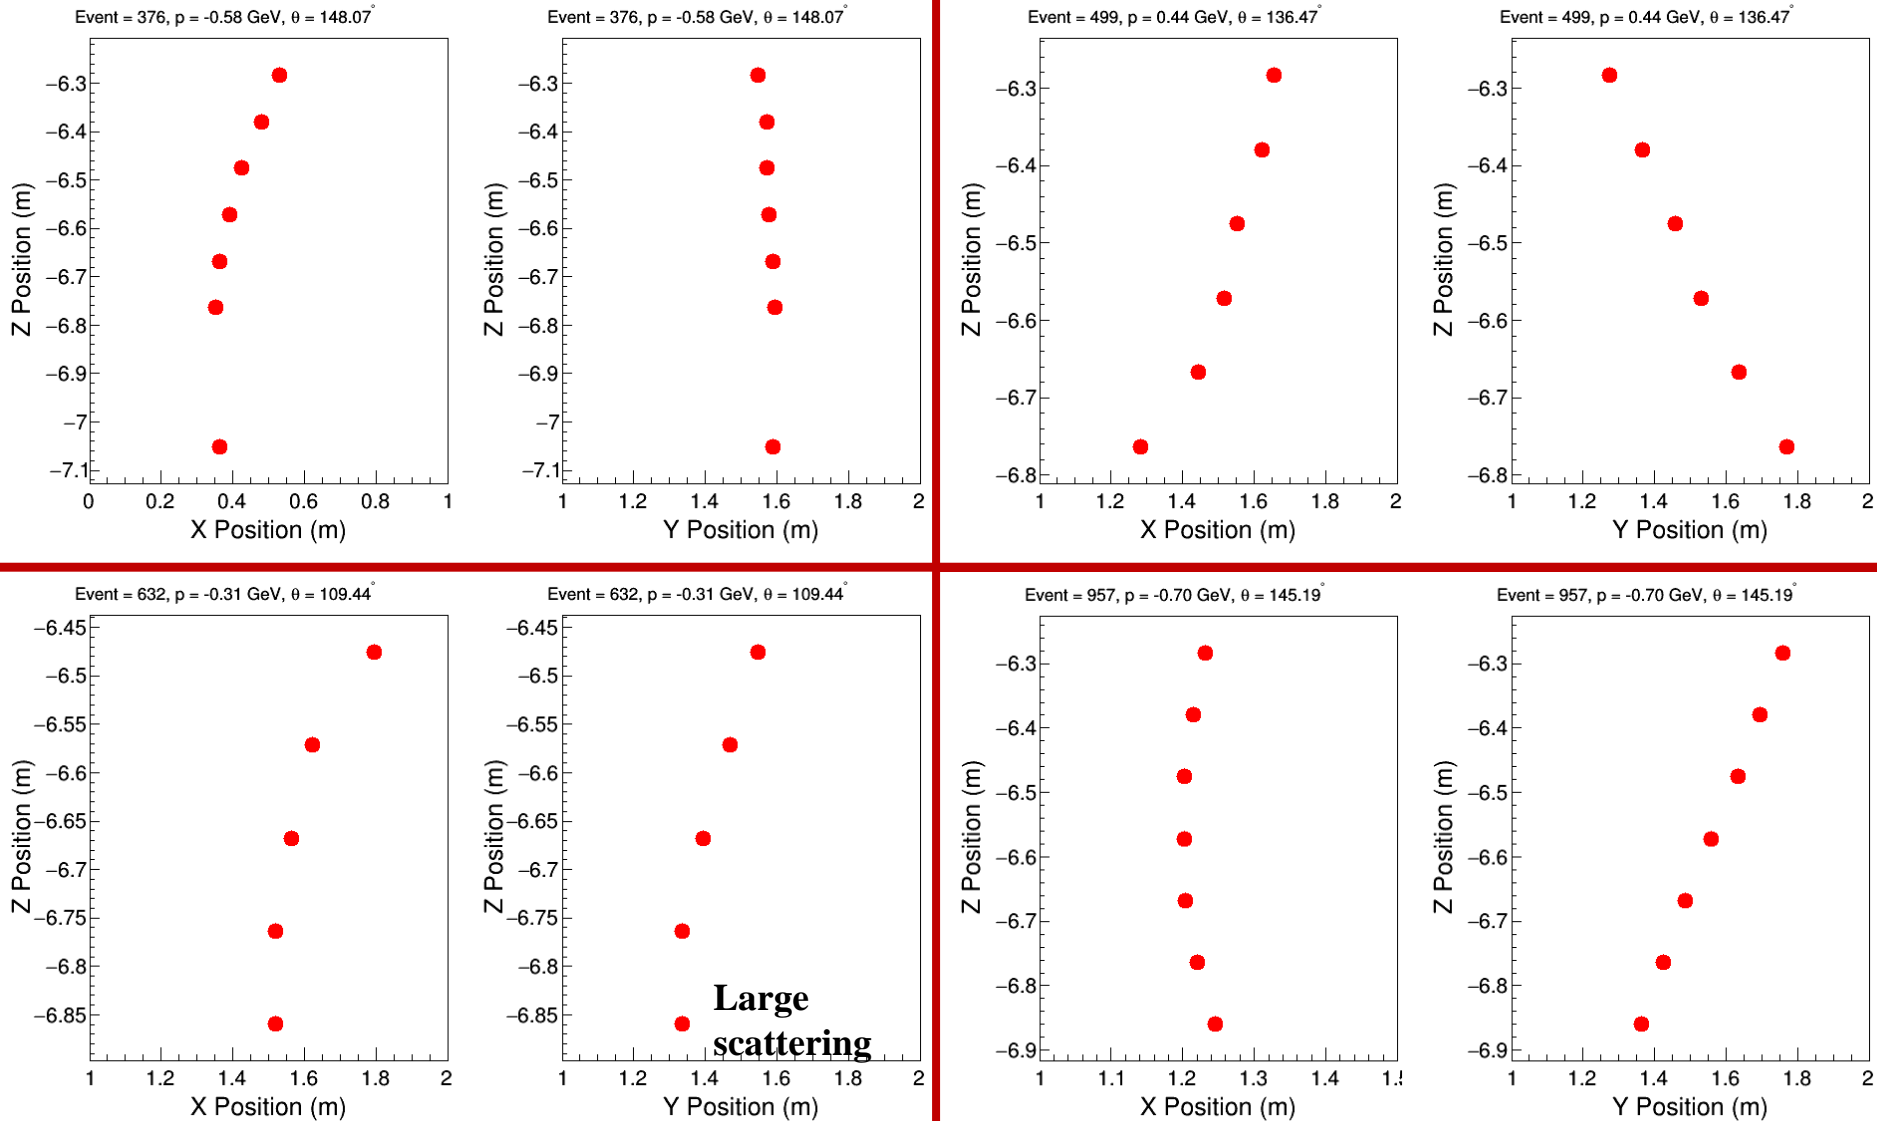 Event = 376, p = -0.58 GeV, θ = 148.07°
Z Position (m)
−6.3
−6.4
−6.5
−6.6
−6.7
−6.8
−6.9
−7
−7.1
0 0.2 0.4 0.6 0.8 1
X Position (m)
Event = 376, p = -0.58 GeV, θ = 148.07°
Z Position (m)
−6.3
−6.4
−6.5
−6.6
−6.7
−6.8
−6.9
−7
−7.1
1 1.2 1.4 1.6 1.8 2
Y Position (m)
Event = 499, p = 0.44 GeV, θ = 136.47°
Z Position (m)
−6.3
−6.4
−6.5
−6.6
−6.7
−6.8
1 1.2 1.4 1.6 1.8 2
X Position (m)
Event = 499, p = 0.44 GeV, θ = 136.47°
Z Position (m)
−6.3
−6.4
−6.5
−6.6
−6.7
−6.8
1 1.2 1.4 1.6 1.8 2
Y Position (m)
Event = 632, p = -0.31 GeV, θ = 109.44°
Z Position (m)
−6.45
−6.5
−6.55
−6.6
−6.65
−6.7
−6.75
−6.8
−6.85
1 1.2 1.4 1.6 1.8 2
X Position (m)
Event = 632, p = -0.31 GeV, θ = 109.44°
Z Position (m)
−6.45
−6.5
−6.55
−6.6
−6.65
−6.7
−6.75
−6.8
−6.85
Large
scattering
1 1.2 1.4 1.6 1.8 2
Y Position (m)
Event = 957, p = -0.70 GeV, θ = 145.19°
Z Position (m)
−6.3
−6.4
−6.5
−6.6
−6.7
−6.8
−6.9
1 1.1 1.2 1.3 1.4
X Position (m)
Event = 957, p = -0.70 GeV, θ = 145.19°
Z Position (m)
−6.3
−6.4
−6.5
−6.6
−6.7
−6.8
−6.9
1 1.2 1.4 1.6 1.8 2
Y Position (m)